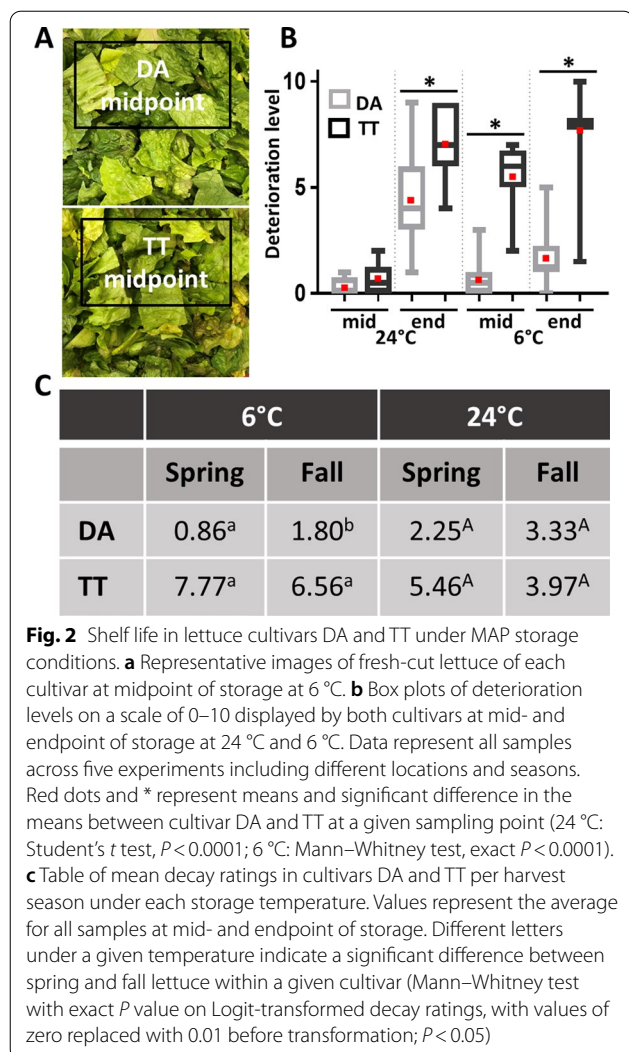 A
DA
midpoint
TT
midpoint
B
Deterioration level
10
5
0
DA
TT
*
*
*
mid end mid end
24°C 6°C
C
6°C 24°C
Spring Fall Spring Fall
DA 0.86ᵃ 1.80ᵇ 2.25ᴬ 3.33ᴬ
TT 7.77ᵃ 6.56ᵃ 5.46ᴬ 3.97ᴬ
Fig. 2 Shelf life in lettuce cultivars DA and TT under MAP storage
conditions. a Representative images of fresh-cut lettuce of each
cultivar at midpoint of storage at 6 °C. b Box plots of deterioration
levels on a scale of 0–10 displayed by both cultivars at mid- and
endpoint of storage at 24 °C and 6 °C. Data represent all samples
across five experiments including different locations and seasons.
Red dots and * represent means and significant difference in the
means between cultivar DA and TT at a given sampling point (24 °C:
Student's t test, P < 0.0001; 6 °C: Mann–Whitney test, exact P < 0.0001).
c Table of mean decay ratings in cultivars DA and TT per harvest
season under each storage temperature. Values represent the average
for all samples at mid- and endpoint of storage. Different letters
under a given temperature indicate a significant difference between
spring and fall lettuce within a given cultivar (Mann–Whitney test
with exact P value on Logit-transformed decay ratings, with values of
zero replaced with 0.01 before transformation; P < 0.05)